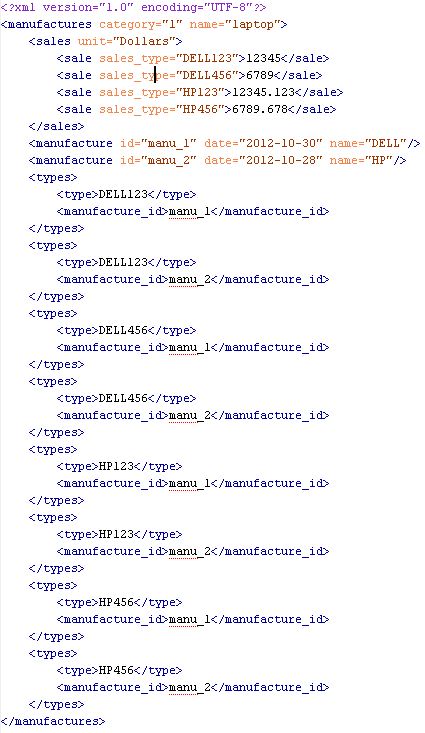 <?xml version="1.0" encoding="UTF-8"?>
<manufactures category="1" name="laptop">
<sales unit="Dollars">
<sale sales_type="DELL123">12345</sale>
<sale sales_type="DELL456">6789</sale>
<sale sales_type="HP123">12345.123</sale>
<sale sales_type="HP456">6789.678</sale>
</sales>
<manufacture id="manu_1" date="2012-10-30" name="DELL"/>
<manufacture id="manu_2" date="2012-10-28" name="HP"/>
<types>
<type>DELL123</type>
<manufacture_id>manu_1</manufacture_id>
</types>
<types>
<type>DELL123</type>
<manufacture_id>manu_2</manufacture_id>
</types>
<types>
<type>DELL456</type>
<manufacture_id>manu_1</manufacture_id>
</types>
<types>
<type>DELL456</type>
<manufacture_id>manu_2</manufacture_id>
</types>
<types>
<type>HP123</type>
<manufacture_id>manu_1</manufacture_id>
</types>
<types>
<type>HP123</type>
<manufacture_id>manu_2</manufacture_id>
</types>
<types>
<type>HP456</type>
<manufacture_id>manu_1</manufacture_id>
</types>
<types>
<type>HP456</type>
<manufacture_id>manu_2</manufacture_id>
</types>
</manufactures>